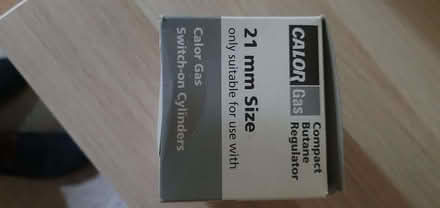 CALOR Gas
Compact
Butane
Regulator
21 mm Size
only suitable for use with
Calor Gas
Switch-on Cylinders